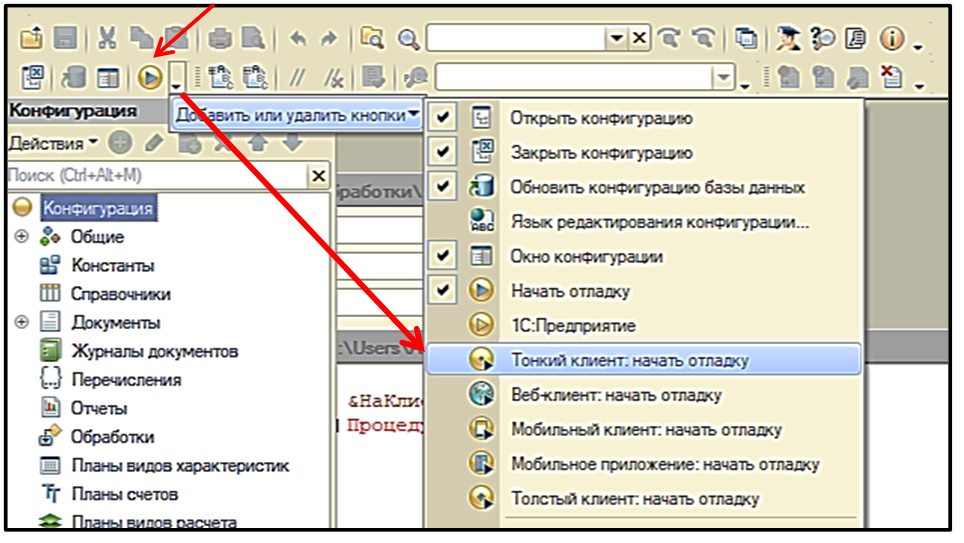 Конфигурация
Добавить или удалить кнопки
Действия
Поиск (Ctrl+Alt+M)
Конфигурация
Общие
Константы
Справочники
Документы
Журналы документов
Перечисления
Отчеты
Обработки
Планы видов характеристик
Планы счетов
Планы видов расчета
бработки\
:\Users\
&НаКли
Процеду
Открыть конфигурацию
Закрыть конфигурацию
Обновить конфигурацию базы данных
Язык редактирования конфигурации...
Окно конфигурации
Начать отладку
1С:Предприятие
Тонкий клиент: начать отладку
Веб-клиент: начать отладку
Мобильный клиент: начать отладку
Мобильное приложение: начать отладку
Толстый клиент: начать отладку